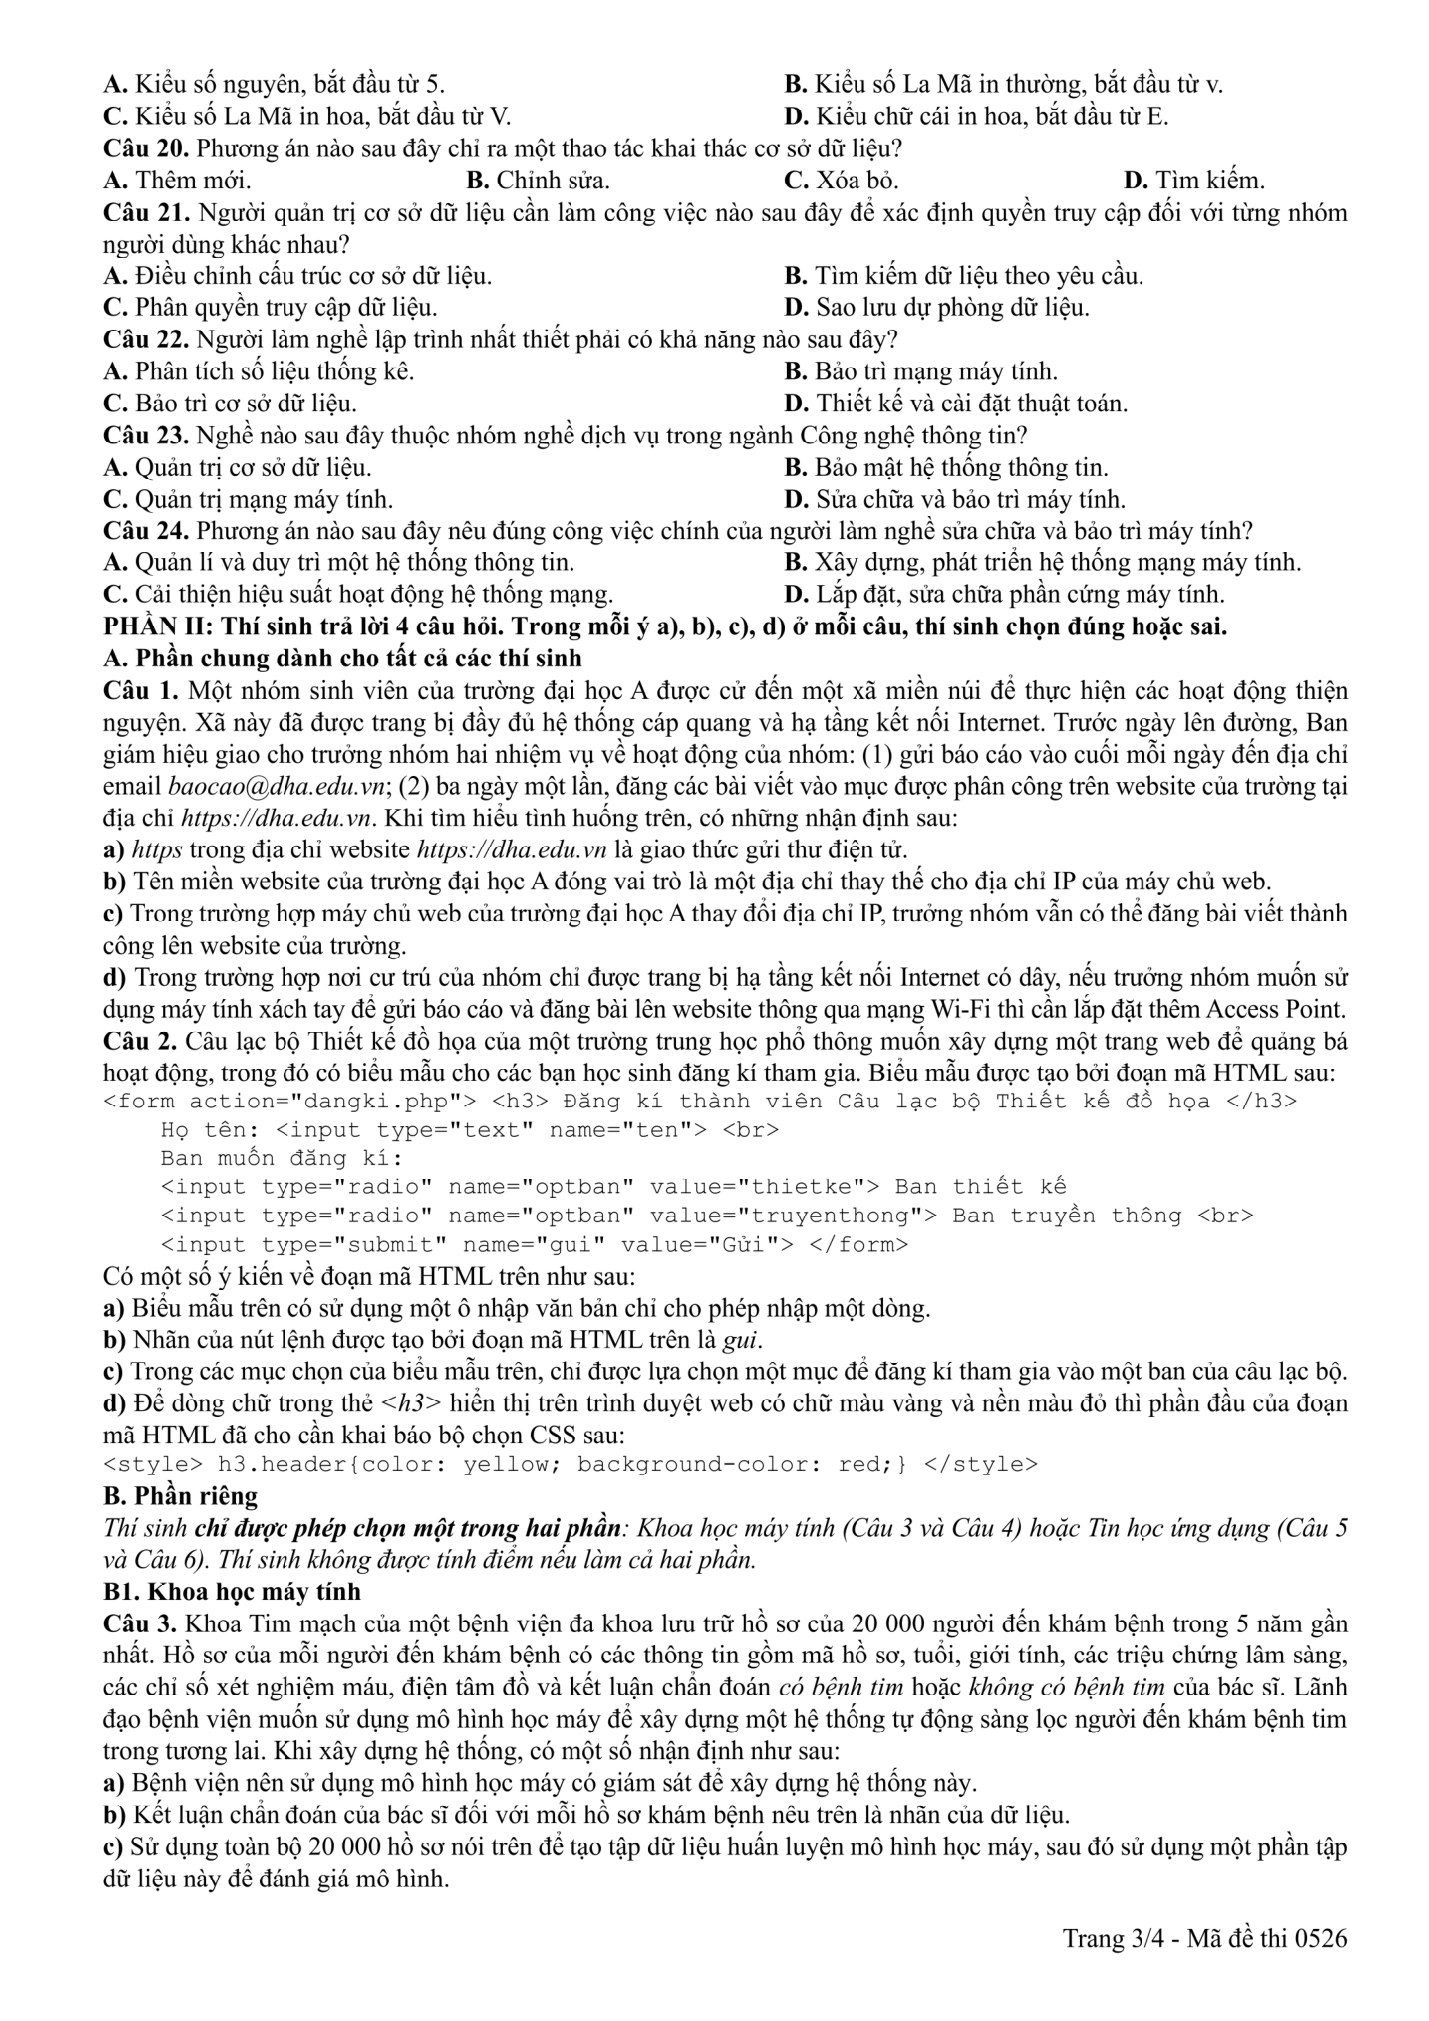 A. Kiểu số nguyên, bắt đầu từ 5. B. Kiểu số La Mã in thường, bắt đầu từ v.
C. Kiểu số La Mã in hoa, bắt đầu từ V. D. Kiểu chữ cái in hoa, bắt đầu từ E.
Câu 20. Phương án nào sau đây chỉ ra một thao tác khai thác cơ sở dữ liệu?
A. Thêm mới. B. Chỉnh sửa. C. Xóa bỏ. D. Tìm kiếm.
Câu 21. Người quản trị cơ sở dữ liệu cần làm công việc nào sau đây để xác định quyền truy cập đối với từng nhóm
người dùng khác nhau?
A. Điều chỉnh cấu trúc cơ sở dữ liệu. B. Tìm kiếm dữ liệu theo yêu cầu.
C. Phân quyền truy cập dữ liệu. D. Sao lưu dự phòng dữ liệu.
Câu 22. Người làm nghề lập trình nhất thiết phải có khả năng nào sau đây?
A. Phân tích số liệu thống kê. B. Bảo trì mạng máy tính.
C. Bảo trì cơ sở dữ liệu. D. Thiết kế và cài đặt thuật toán.
Câu 23. Nghề nào sau đây thuộc nhóm nghề dịch vụ trong ngành Công nghệ thông tin?
A. Quản trị cơ sở dữ liệu. B. Bảo mật hệ thống thông tin.
C. Quản trị mạng máy tính. D. Sửa chữa và bảo trì máy tính.
Câu 24. Phương án nào sau đây nêu đúng công việc chính của người làm nghề sửa chữa và bảo trì máy tính?
A. Quản lí và duy trì một hệ thống thông tin. B. Xây dựng, phát triển hệ thống mạng máy tính.
C. Cải thiện hiệu suất hoạt động hệ thống mạng. D. Lắp đặt, sửa chữa phần cứng máy tính.
PHẦN II: Thí sinh trả lời 4 câu hỏi. Trong mỗi ý a), b), c), d) ở mỗi câu, thí sinh chọn đúng hoặc sai.
A. Phần chung dành cho tất cả các thí sinh
Câu 1. Một nhóm sinh viên của trường đại học A được cử đến một xã miền núi để thực hiện các hoạt động thiện
nguyện. Xã này đã được trang bị đầy đủ hệ thống cáp quang và hạ tầng kết nối Internet. Trước ngày lên đường, Ban
giám hiệu giao cho trưởng nhóm hai nhiệm vụ về hoạt động của nhóm: (1) gửi báo cáo vào cuối mỗi ngày đến địa chỉ
email baocao@dha.edu.vn; (2) ba ngày một lần, đăng các bài viết vào mục được phân công trên website của trường tại
địa chỉ https://dha.edu.vn. Khi tìm hiểu tình huống trên, có những nhận định sau:
a) https trong địa chỉ website https://dha.edu.vn là giao thức gửi thư điện tử.
b) Tên miền website của trường đại học A đóng vai trò là một địa chỉ thay thế cho địa chỉ IP của máy chủ web.
c) Trong trường hợp máy chủ web của trường đại học A thay đổi địa chỉ IP, trưởng nhóm vẫn có thể đăng bài viết thành
công lên website của trường.
d) Trong trường hợp nơi cư trú của nhóm chỉ được trang bị hạ tầng kết nối Internet có dây, nếu trưởng nhóm muốn sử
dụng máy tính xách tay để gửi báo cáo và đăng bài lên website thông qua mạng Wi-Fi thì cần lắp đặt thêm Access Point.
Câu 2. Câu lạc bộ Thiết kế đồ họa của một trường trung học phổ thông muốn xây dựng một trang web để quảng bá
hoạt động, trong đó có biểu mẫu cho các bạn học sinh đăng kí tham gia. Biểu mẫu được tạo bởi đoạn mã HTML sau:
<form action="dangki.php"> <h3> Đăng kí thành viên Câu lạc bộ Thiết kế đồ họa </h3>
Họ tên: <input type="text" name="ten"> <br>
Ban muốn đăng kí:
<input type="radio" name="optban" value="thietke"> Ban thiết kế
<input type="radio" name="optban" value="truyenthong"> Ban truyền thông <br>
<input type="submit" name="gui" value="Gửi"> </form>
Có một số ý kiến về đoạn mã HTML trên như sau:
a) Biểu mẫu trên có sử dụng một ô nhập văn bản chỉ cho phép nhập một dòng.
b) Nhãn của nút lệnh được tạo bởi đoạn mã HTML trên là gui.
c) Trong các mục chọn của biểu mẫu trên, chỉ được lựa chọn một mục để đăng kí tham gia vào một ban của câu lạc bộ.
d) Để dòng chữ trong thẻ <h3> hiển thị trên trình duyệt web có chữ màu vàng và nền màu đỏ thì phần đầu của đoạn
mã HTML đã cho cần khai báo bộ chọn CSS sau:
<style> h3.header{color: yellow; background-color: red;} </style>
B. Phần riêng
Thí sinh chỉ được phép chọn một trong hai phần: Khoa học máy tính (Câu 3 và Câu 4) hoặc Tin học ứng dụng (Câu 5
và Câu 6). Thí sinh không được tính điểm nếu làm cả hai phần.
B1. Khoa học máy tính
Câu 3. Khoa Tim mạch của một bệnh viện đa khoa lưu trữ hồ sơ của 20 000 người đến khám bệnh trong 5 năm gần
nhất. Hồ sơ của mỗi người đến khám bệnh có các thông tin gồm mã hồ sơ, tuổi, giới tính, các triệu chứng lâm sàng,
các chỉ số xét nghiệm máu, điện tâm đồ và kết luận chẩn đoán có bệnh tim hoặc không có bệnh tim của bác sĩ. Lãnh
đạo bệnh viện muốn sử dụng mô hình học máy để xây dựng một hệ thống tự động sàng lọc người đến khám bệnh tim
trong tương lai. Khi xây dựng hệ thống, có một số nhận định như sau:
a) Bệnh viện nên sử dụng mô hình học máy có giám sát để xây dựng hệ thống này.
b) Kết luận chẩn đoán của bác sĩ đối với mỗi hồ sơ khám bệnh nêu trên là nhãn của dữ liệu.
c) Sử dụng toàn bộ 20 000 hồ sơ nói trên để tạo tập dữ liệu huấn luyện mô hình học máy, sau đó sử dụng một phần tập
dữ liệu này để đánh giá mô hình.
Trang 3/4 - Mã đề thi 0526